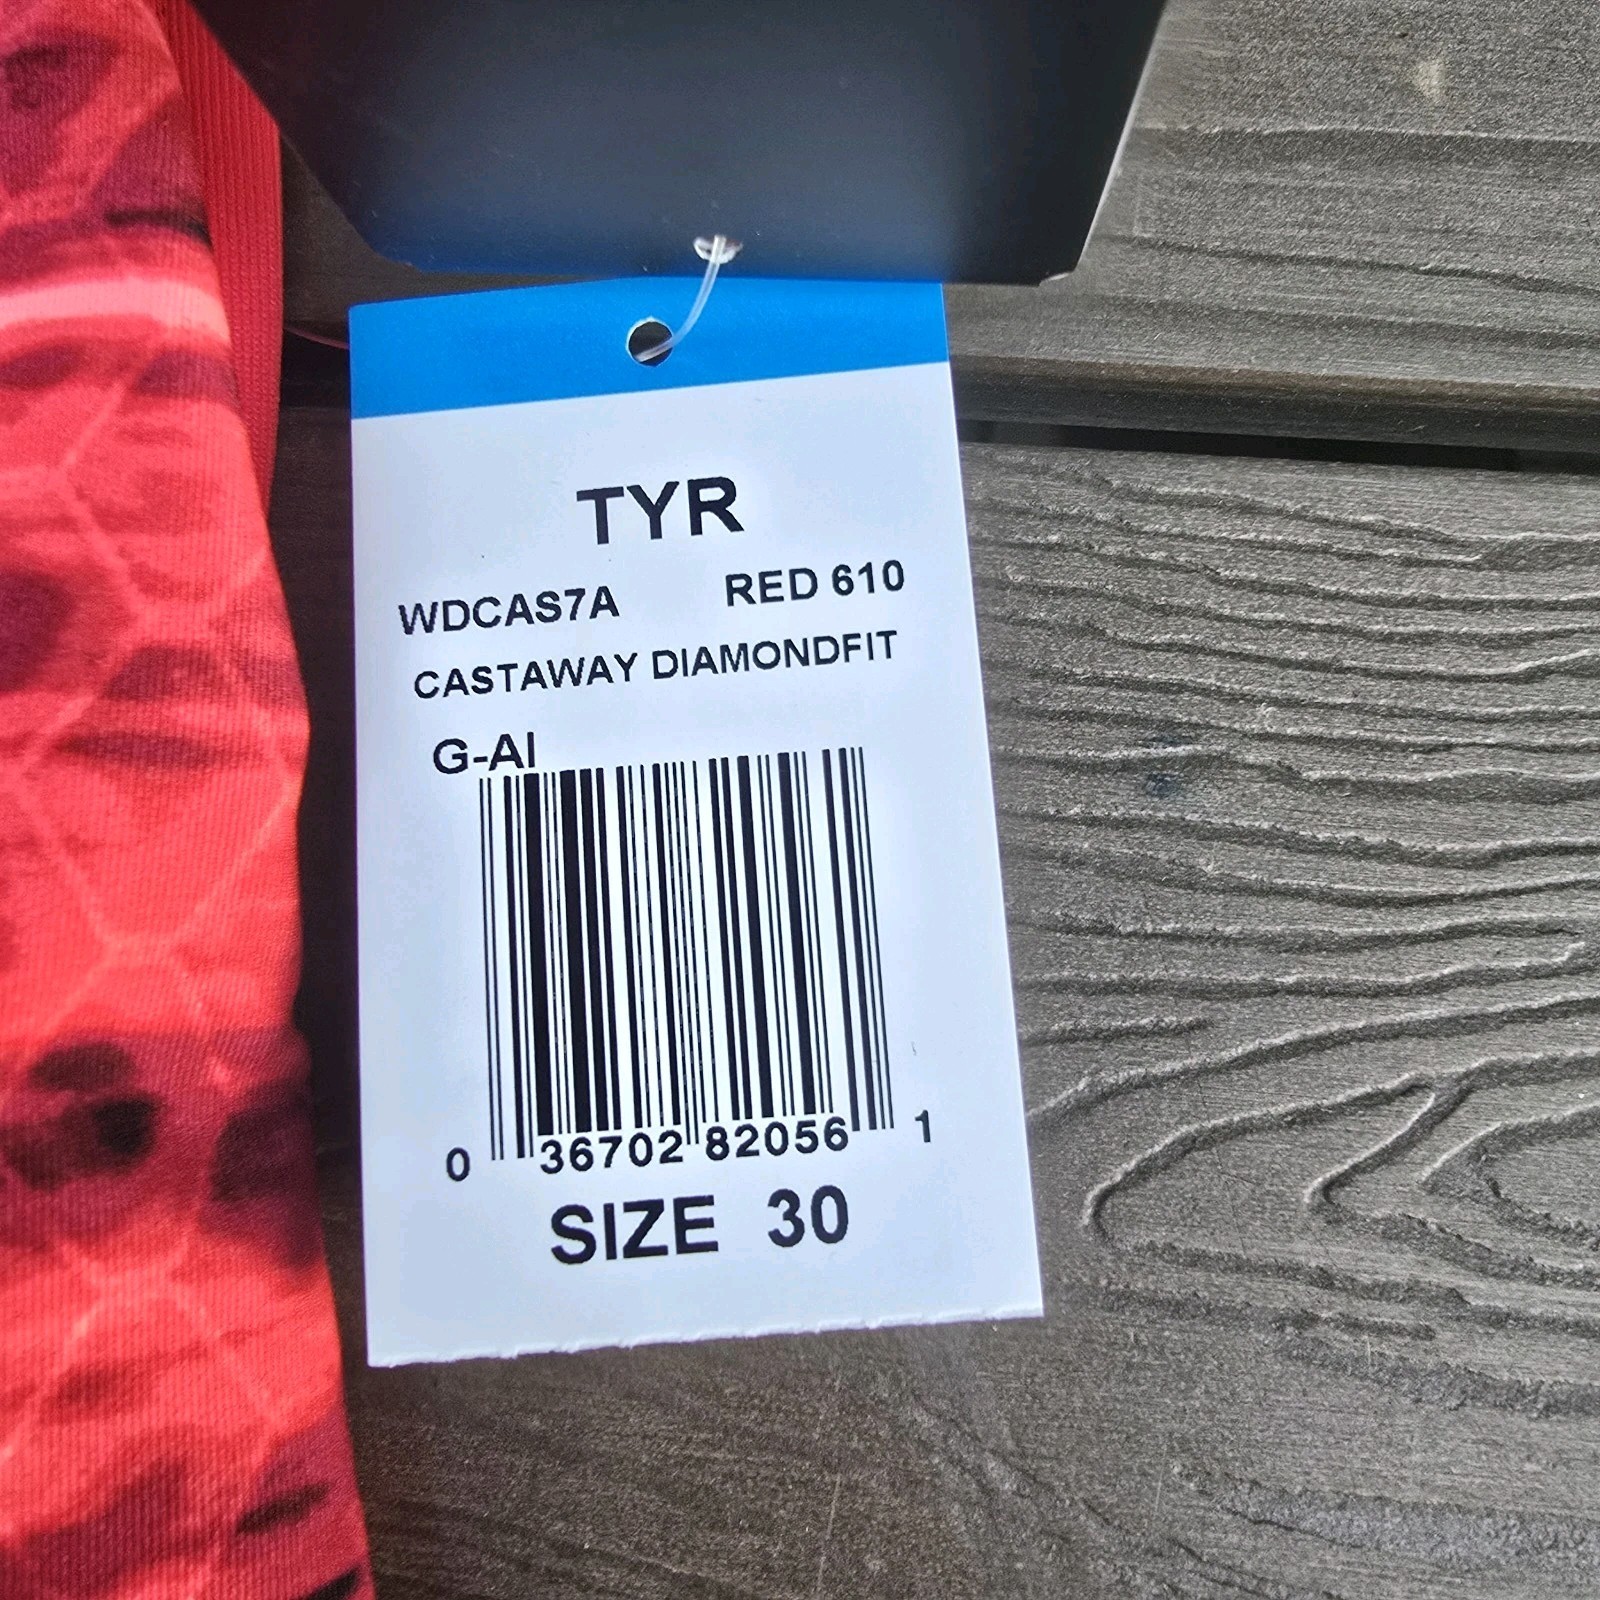 TYR
WDCAS7A RED 610
CASTAWAY DIAMONDFIT
G-AI
0 36702 82056 1
SIZE 30